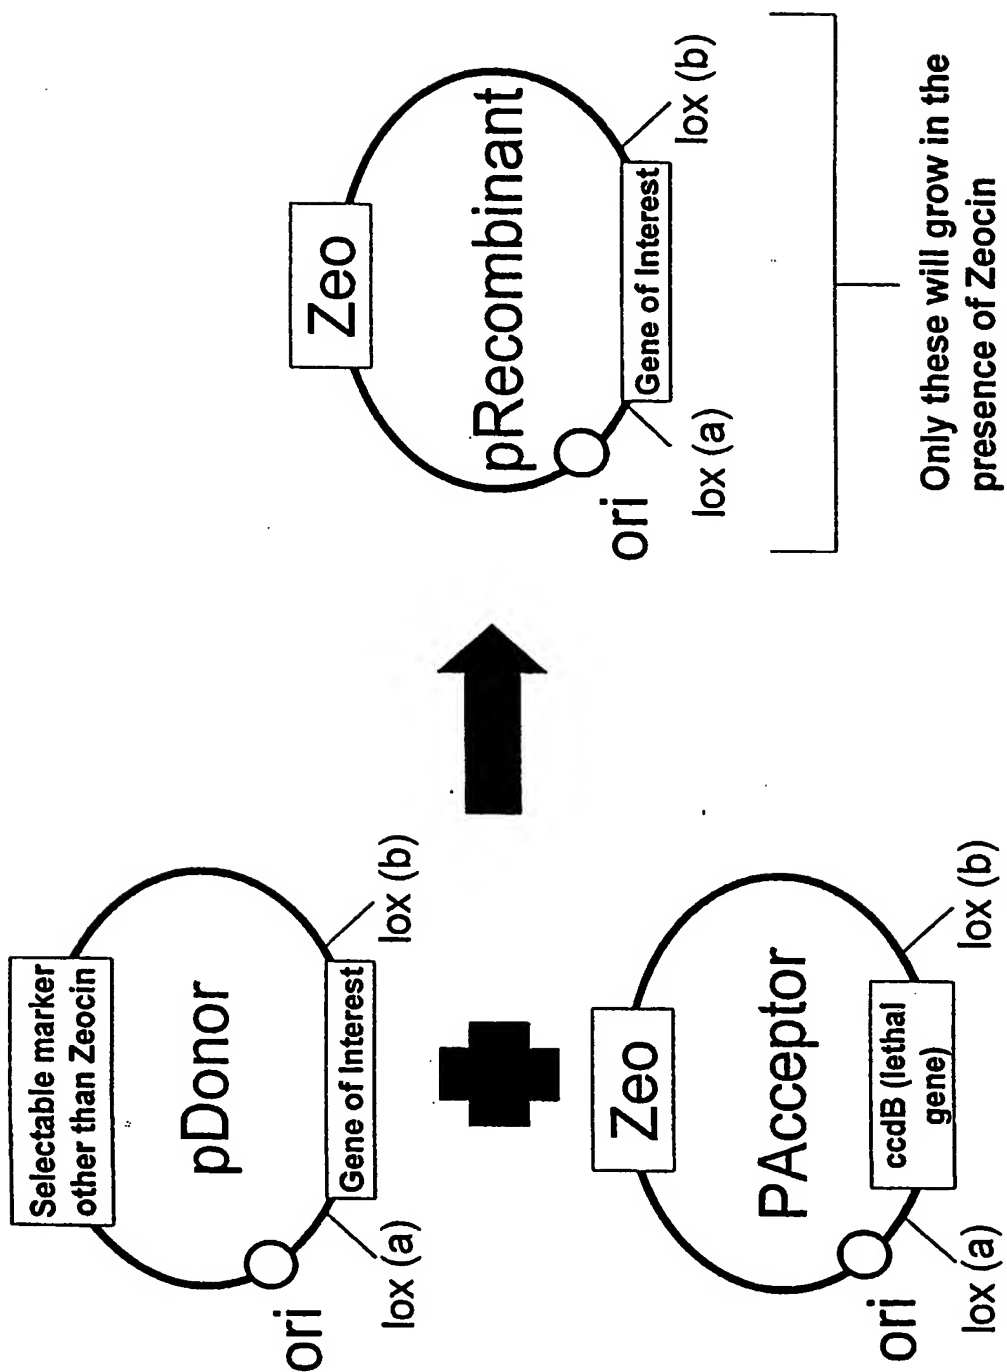 Selectable marker
other than Zeocin
pDonor
ori
lox (a)
Gene of Interest
lox (b)
Zeo
PAcceptor
ori
lox (a)
ccdB (lethal
gene)
lox (b)
Zeo
pRecombinant
ori
lox (a)
Gene of Interest
lox (b)
Only these will grow in the
presence of Zeocin